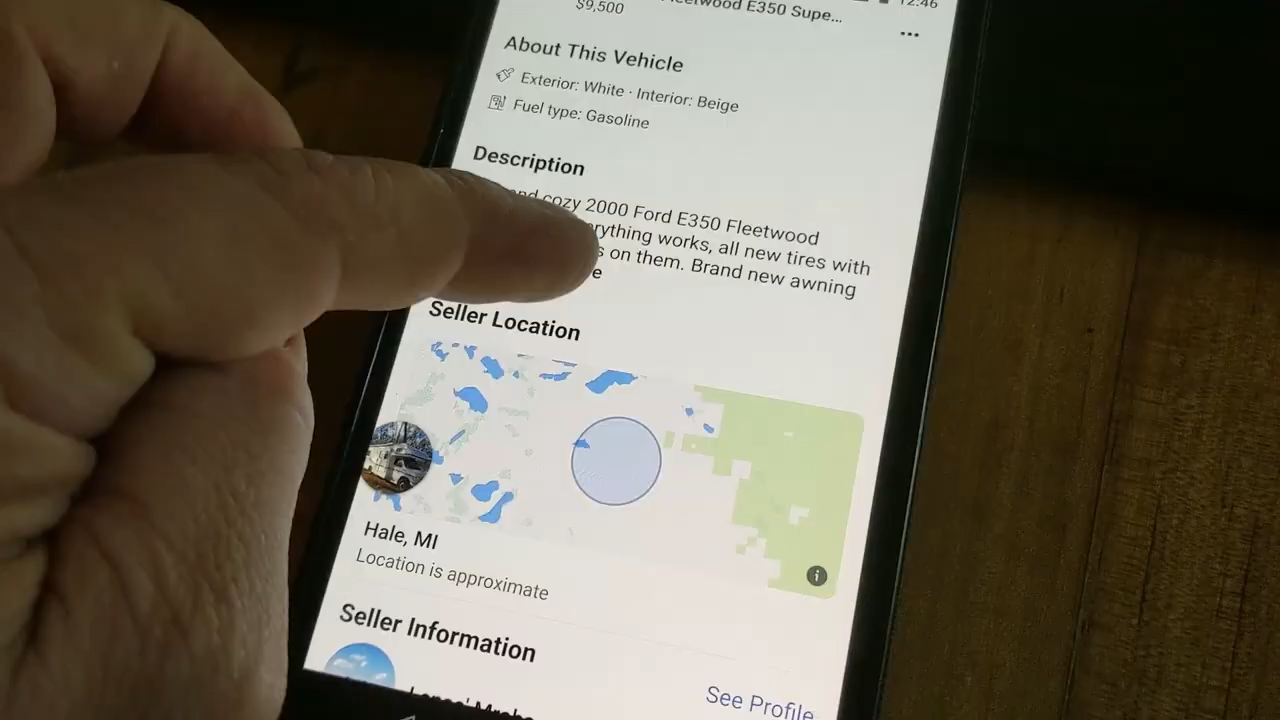 12:46
Fleetwood E350 Supe...
$9,500
About This Vehicle
Exterior: White · Interior: Beige
Fuel type: Gasoline
Description
cozy 2000 Ford E350 Fleetwood
works, all new tires with
on them. Brand new awning
Seller Location
Hale, MI
Location is approximate
Seller Information
See Profile